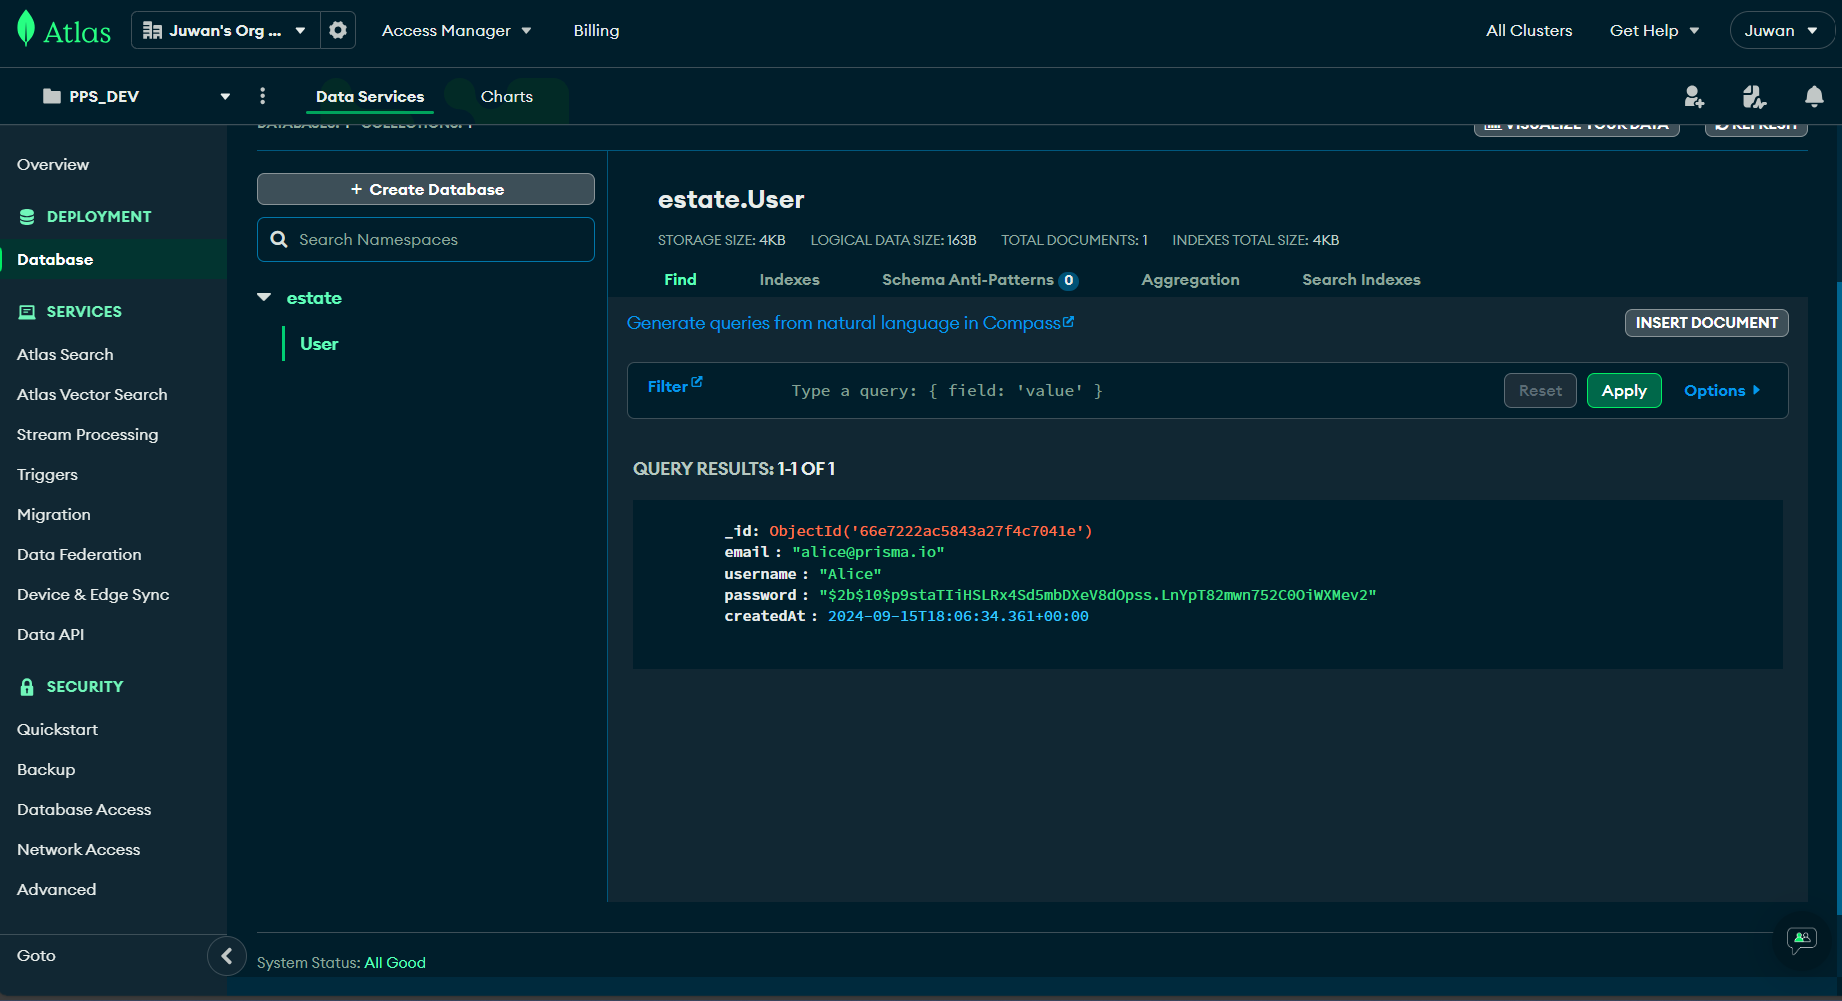 Atlas
Juwan's Org ...
Access Manager
Billing
All Clusters
Get Help
Juwan
PPS_DEV
Data Services
Charts
VISUALIZE YOUR DATA
REFRESH
Overview
DEPLOYMENT
Database
SERVICES
Atlas Search
Atlas Vector Search
Stream Processing
Triggers
Migration
Data Federation
Device & Edge Sync
Data API
SECURITY
Quickstart
Backup
Database Access
Network Access
Advanced
Goto
+ Create Database
Search Namespaces
estate
User
estate.User
STORAGE SIZE: 4KB LOGICAL DATA SIZE: 163B TOTAL DOCUMENTS: 1 INDEXES TOTAL SIZE: 4KB
Find Indexes Schema Anti-Patterns 0 Aggregation Search Indexes
Generate queries from natural language in Compass
INSERT DOCUMENT
Filter
Type a query: { field: 'value' }
Reset
Apply
Options
QUERY RESULTS: 1-1 OF 1
_id: ObjectId('66e7222ac5843a27f4c7041e')
email : "alice@prisma.io"
username : "Alice"
password : "$2b$10$p9staTIiHSLRx4Sd5mbDXeV8dOpss.LnYpT82mwn752C0OiWXMev2"
createdAt : 2024-09-15T18:06:34.361+00:00
System Status: All Good